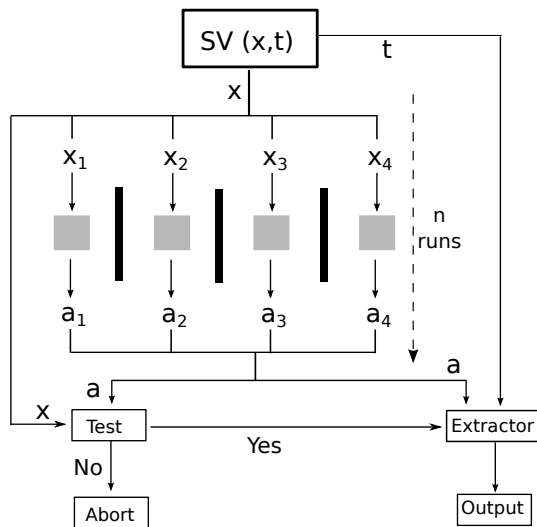 SV (x,t)
t
x
x₁ x₂ x₃ x₄
n
runs
a₁ a₂ a₃ a₄
a a
x Test Yes Extractor
No
Abort Output